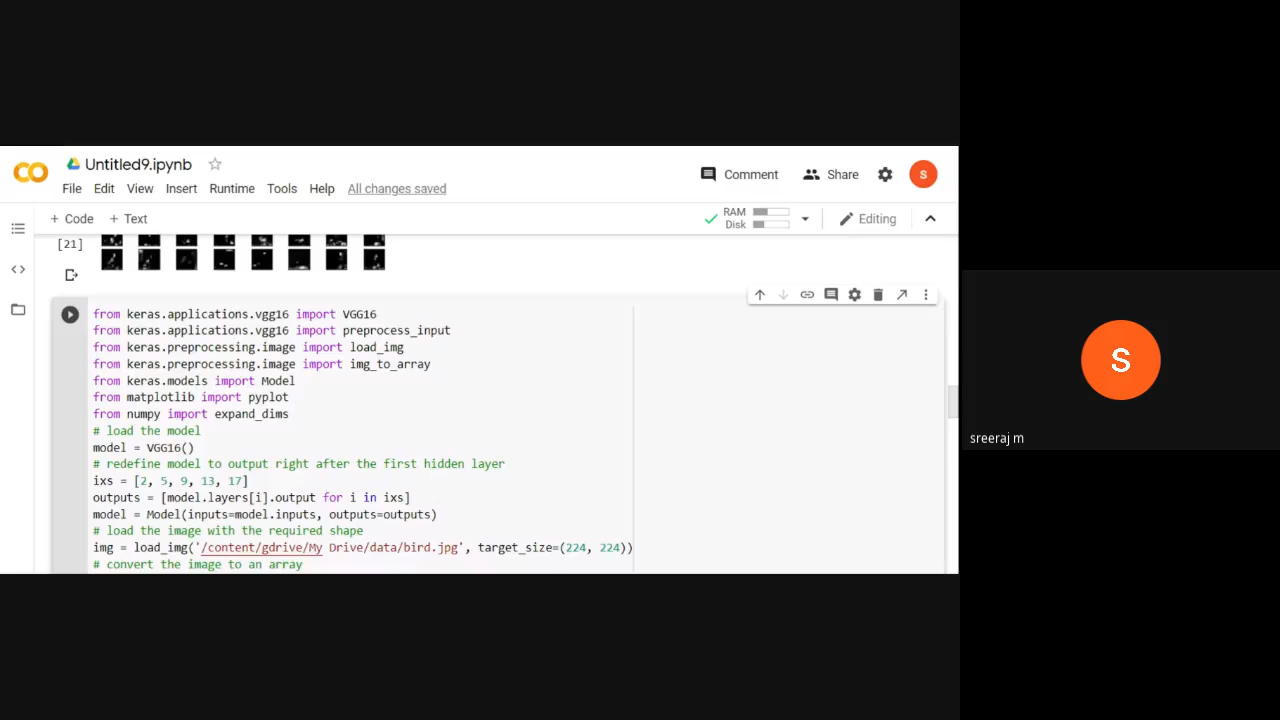 Untitled9.ipynb
File Edit View Insert Runtime Tools Help All changes saved
Comment Share S
+ Code + Text
RAM
Disk
Editing
[21]
from keras.applications.vgg16 import VGG16
from keras.applications.vgg16 import preprocess_input
from keras.preprocessing.image import load_img
from keras.preprocessing.image import img_to_array
from keras.models import Model
from matplotlib import pyplot
from numpy import expand_dims
# load the model
model = VGG16()
# redefine model to output right after the first hidden layer
ixs = [2, 5, 9, 13, 17]
outputs = [model.layers[i].output for i in ixs]
model = Model(inputs=model.inputs, outputs=outputs)
# load the image with the required shape
img = load_img('/content/gdrive/My Drive/data/bird.jpg', target_size=(224, 224))
# convert the image to an array
S
sreeraj m